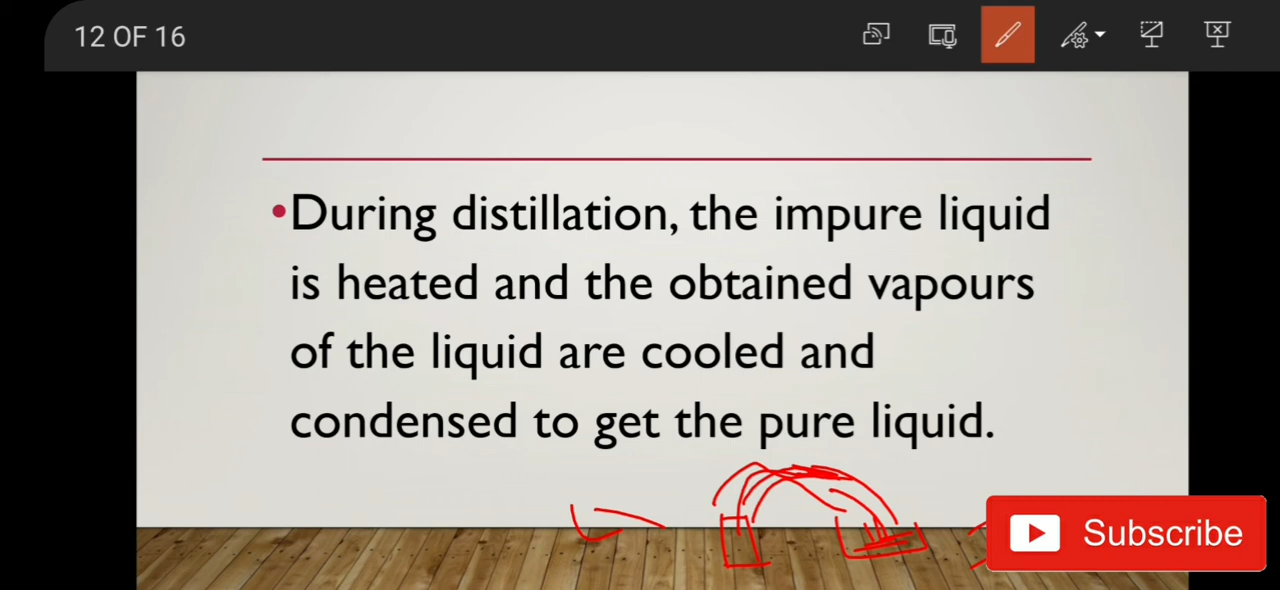 12 OF 16
•During distillation, the impure liquid
is heated and the obtained vapours
of the liquid are cooled and
condensed to get the pure liquid.
Subscribe